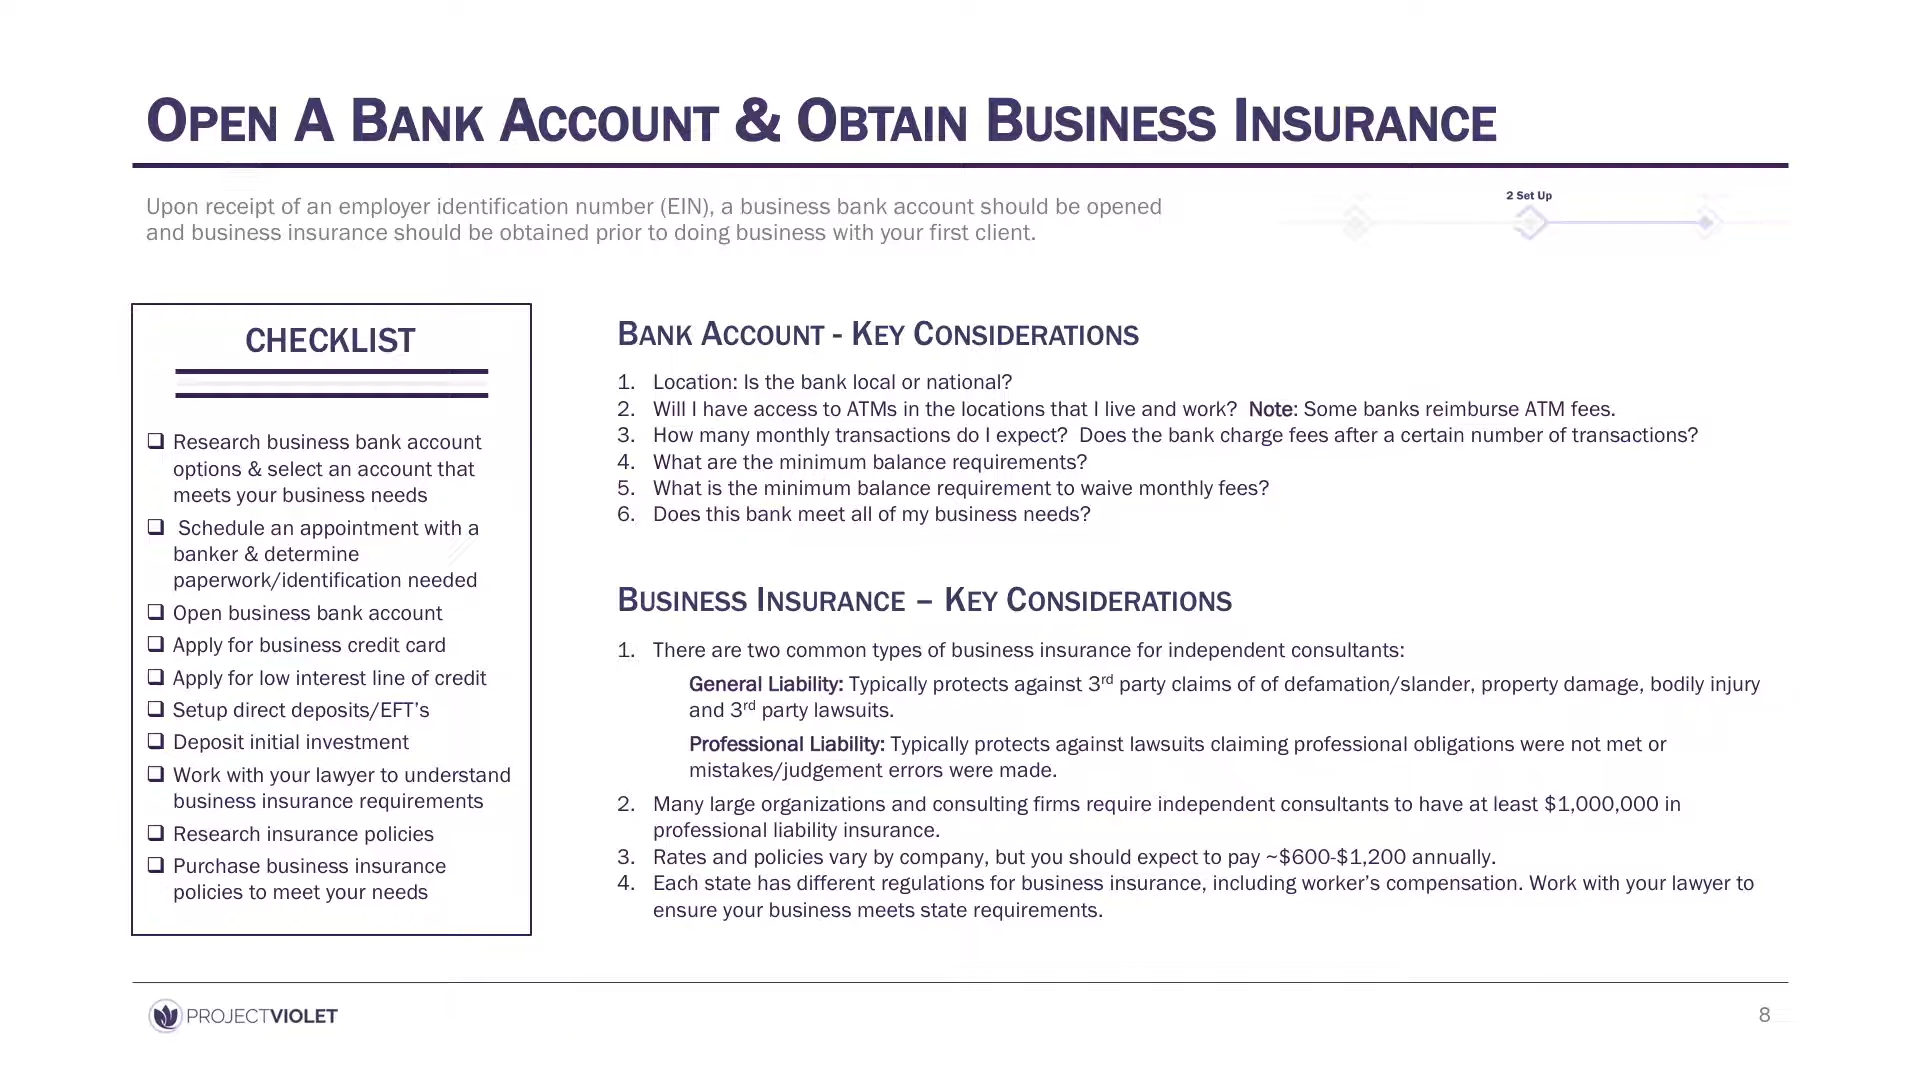 OPEN A BANK ACCOUNT & OBTAIN BUSINESS INSURANCE
Upon receipt of an employer identification number (EIN), a business bank account should be opened
and business insurance should be obtained prior to doing business with your first client.
2 Set Up
CHECKLIST
❑ Research business bank account
options & select an account that
meets your business needs
❑ Schedule an appointment with a
banker & determine
paperwork/identification needed
❑ Open business bank account
❑ Apply for business credit card
❑ Apply for low interest line of credit
❑ Setup direct deposits/EFT's
❑ Deposit initial investment
❑ Work with your lawyer to understand
business insurance requirements
❑ Research insurance policies
❑ Purchase business insurance
policies to meet your needs
BANK ACCOUNT - KEY CONSIDERATIONS
1. Location: Is the bank local or national?
2. Will I have access to ATMs in the locations that I live and work? Note: Some banks reimburse ATM fees.
3. How many monthly transactions do I expect? Does the bank charge fees after a certain number of transactions?
4. What are the minimum balance requirements?
5. What is the minimum balance requirement to waive monthly fees?
6. Does this bank meet all of my business needs?
BUSINESS INSURANCE – KEY CONSIDERATIONS
1. There are two common types of business insurance for independent consultants:
General Liability: Typically protects against 3rd party claims of of defamation/slander, property damage, bodily injury
and 3rd party lawsuits.
Professional Liability: Typically protects against lawsuits claiming professional obligations were not met or
mistakes/judgement errors were made.
2. Many large organizations and consulting firms require independent consultants to have at least $1,000,000 in
professional liability insurance.
3. Rates and policies vary by company, but you should expect to pay ~$600-$1,200 annually.
4. Each state has different regulations for business insurance, including worker's compensation. Work with your lawyer to
ensure your business meets state requirements.
PROJECTVIOLET
8